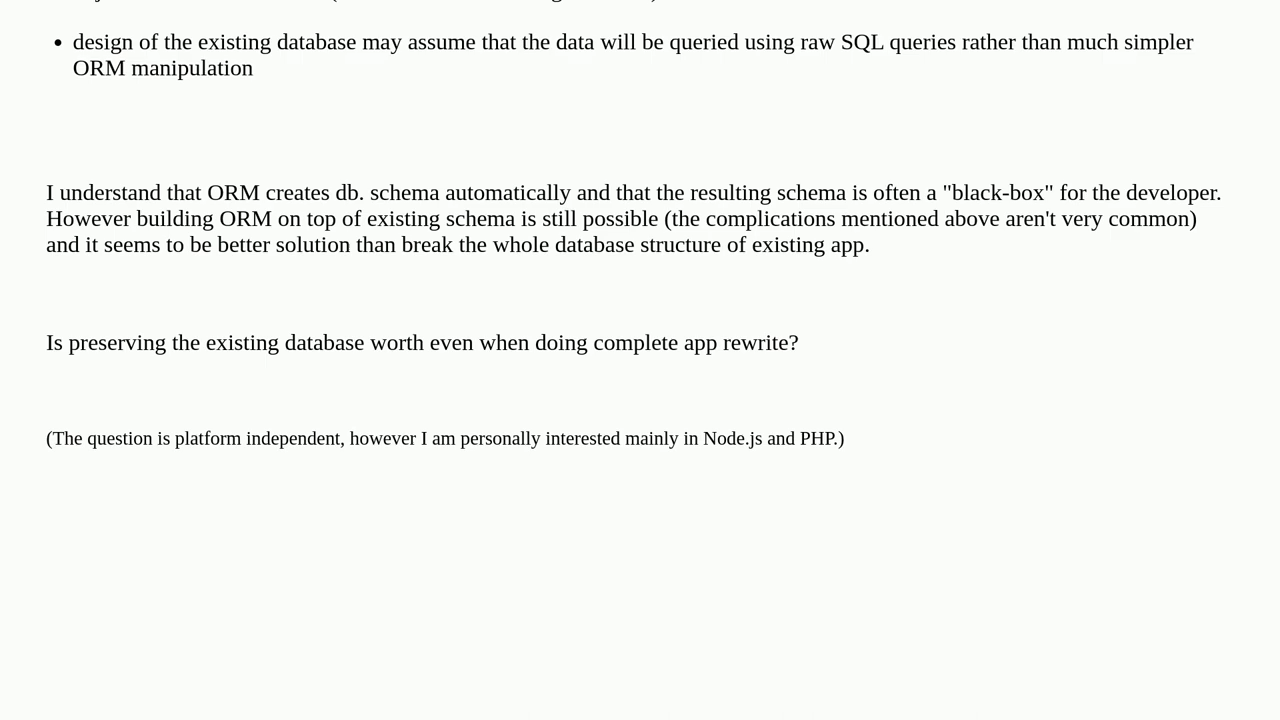 • design of the existing database may assume that the data will be queried using raw SQL queries rather than much simpler
ORM manipulation
I understand that ORM creates db. schema automatically and that the resulting schema is often a "black-box" for the developer.
However building ORM on top of existing schema is still possible (the complications mentioned above aren't very common)
and it seems to be better solution than break the whole database structure of existing app.
Is preserving the existing database worth even when doing complete app rewrite?
(The question is platform independent, however I am personally interested mainly in Node.js and PHP.)